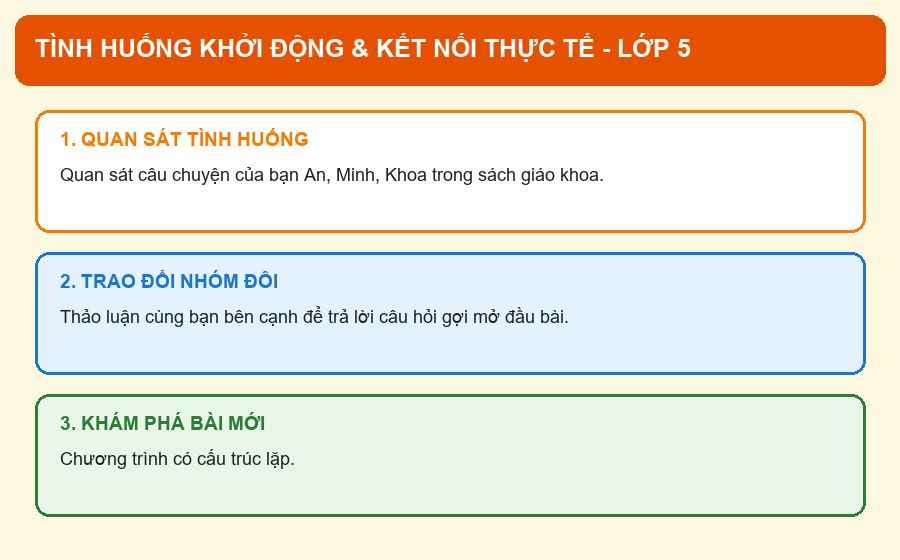 TÌNH HUỐNG KHỞI ĐỘNG & KẾT NỐI THỰC TẾ - LỚP 5
1. QUAN SÁT TÌNH HUỐNG
Quan sát câu chuyện của bạn An, Minh, Khoa trong sách giáo khoa.
2. TRAO ĐỔI NHÓM ĐÔI
Thảo luận cùng bạn bên cạnh để trả lời câu hỏi gợi mở đầu bài.
3. KHÁM PHÁ BÀI MỚI
Chương trình có cấu trúc lặp.